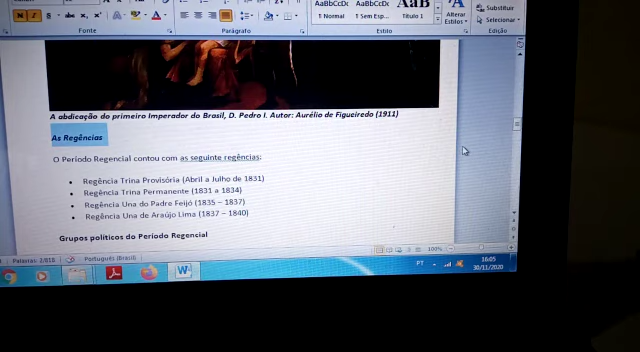 AaBbCcDc AaBbCcDc AaB
¶ Normal ¶ Sem Esp... Título 1
Alterar Estilos
Substituir
Selecionar
Fonte Parágrafo Estilo Edição
A abdicação do primeiro Imperador do Brasil, D. Pedro I. Autor: Aurélio de Figueiredo (1911)
As Regências
O Período Regencial contou com as seguinte regências:
• Regência Trina Provisória (Abril a Julho de 1831)
• Regência Trina Permanente (1831 a 1834)
• Regência Una do Padre Feijó (1835 – 1837)
• Regência Una de Araújo Lima (1837 – 1840)
Grupos políticos do Período Regencial
Palavras: 2/818 Português (Brasil) 100%
PT 16:05
30/11/2020